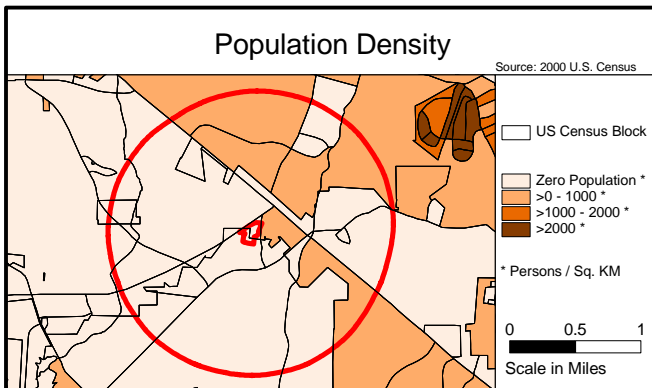 Population Density
Source: 2000 U.S. Census
US Census Block
Zero Population *
>0 - 1000 *
>1000 - 2000 *
>2000 *
* Persons / Sq. KM
0 0.5 1
Scale in Miles